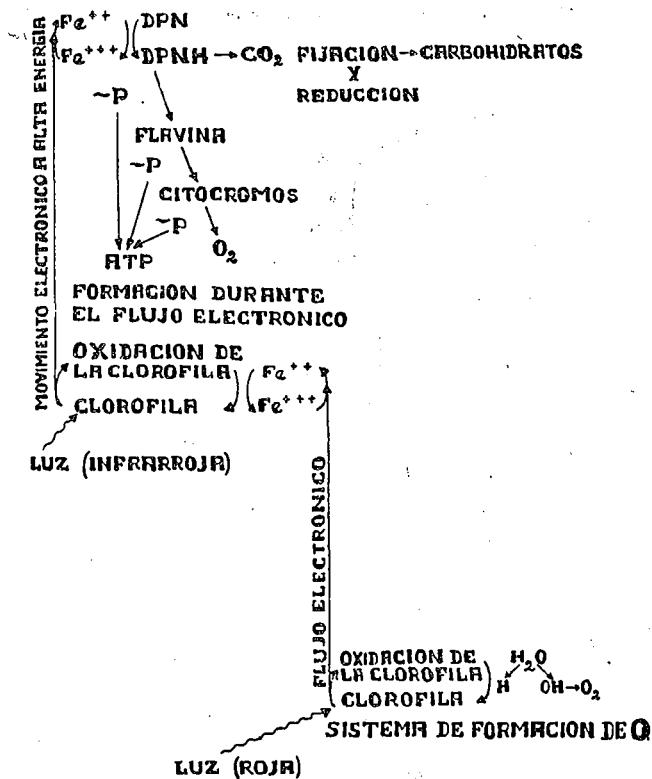 MOVIMIENTO ELECTRONICO A ALTA ENERGIA
Fe++ DPN
Fe+++ DPNH → CO2 FIJACION → CARBOHIDRATOS
Y
REDUCCION
~P
FLAVINA
~P
CITOCROMOS
~P
O2
ATP
FORMACION DURANTE
EL FLUJO ELECTRONICO
OXIDACION DE
LA CLOROFILA Fe++
CLOROFILA Fe+++
LUZ (INFRARROJA)
FLUJO ELECTRONICO
OXIDACION DE H2O
LA CLOROFILA H OH→O2
CLOROFILA
SISTEMA DE FORMACION DE O
LUZ (ROJA)